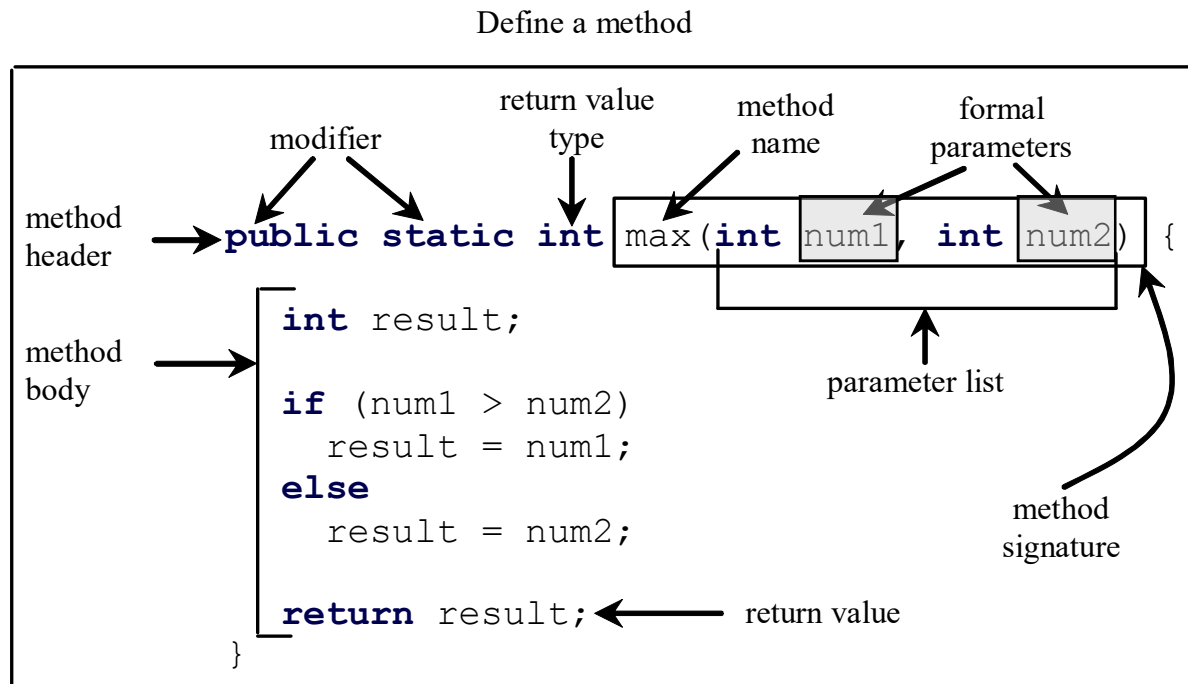 Define a method
return value
type
method
name
formal
parameters
modifier
method
header
public static int max(int num1, int num2) {
int result;
method
body
parameter list
if (num1 > num2)
result = num1;
else
result = num2;
method
signature
return result;
return value
}